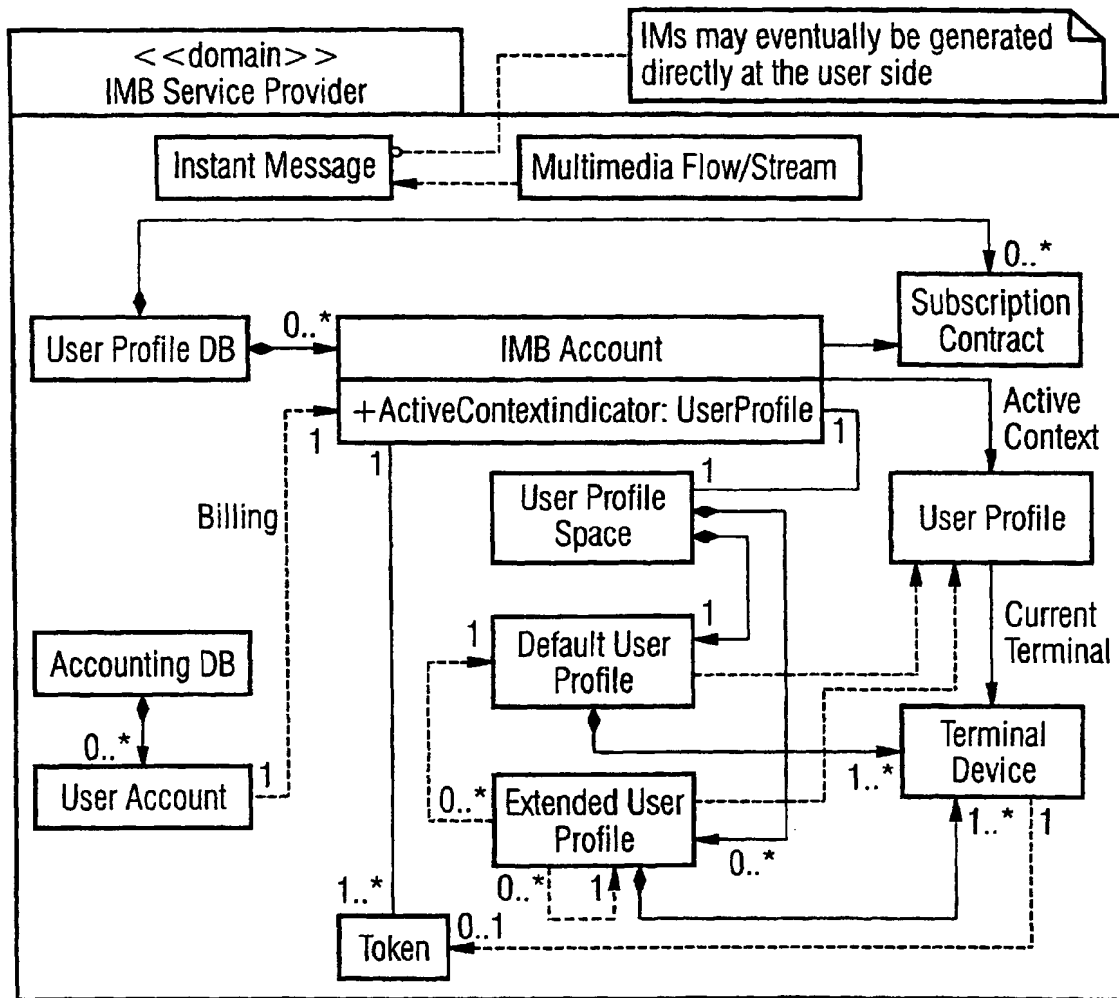 IMs may eventually be generated
directly at the user side
<<domain>>
IMB Service Provider
Instant Message
Multimedia Flow/Stream
0..*
Subscription
Contract
User Profile DB
0..*
IMB Account
+ActiveContextindicator: UserProfile
1
1
1
Active
Context
1
User Profile
Space
User Profile
Billing
1
1
Default User
Profile
Current
Terminal
Accounting DB
0..*
User Account
1
Terminal
Device
1..*
0..*
Extended User
Profile
1..*
1
0..*
0..*
1
1..*
Token
0..1